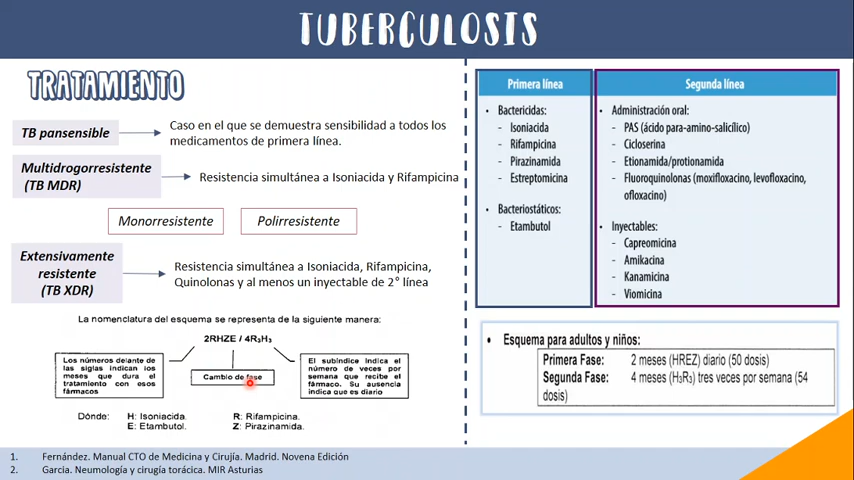 TUBERCULOSIS
TRATAMIENTO
TB pansensible
Caso en el que se demuestra sensibilidad a todos los
medicamentos de primera línea.
Multidrogorresistente
(TB MDR)
Resistencia simultánea a Isoniacida y Rifampicina
Monorresistente
Polirresistente
Extensivamente
resistente
(TB XDR)
Resistencia simultánea a Isoniacida, Rifampicina,
Quinolonas y al menos un inyectable de 2° línea
La nomenclatura del esquema se representa de la siguiente manera:
2RHZE / 4R₃H₃
Los números delante de
las siglas indican los
meses que dura el
tratamiento con esos
fármacos
Cambio de fase
El subíndice indica el
número de veces por
semana que recibe el
fármaco. Su ausencia
indica que es diario
Dónde:
H: Isoniacida.
R: Rifampicina.
E: Etambutol.
Z: Pirazinamida.
Primera línea
• Bactericidas:
- Isoniacida
- Rifampicina
- Pirazinamida
- Estreptomicina
• Bacteriostáticos:
- Etambutol
Segunda línea
• Administración oral:
- PAS (ácido para-amino-salicílico)
- Cicloserina
- Etionamida/protionamida
- Fluoroquinolonas (moxifloxacino, levofloxacino,
ofloxacino)
• Inyectables:
- Capreomicina
- Amikacina
- Kanamicina
- Viomicina
• Esquema para adultos y niños:
Primera Fase: 2 meses (HREZ) diario (50 dosis)
Segunda Fase: 4 meses (H₃R₃) tres veces por semana (54
dosis)
1. Fernández. Manual CTO de Medicina y Cirujía. Madrid. Novena Edición
2. Garcia. Neumología y cirugía torácica. MIR Asturias